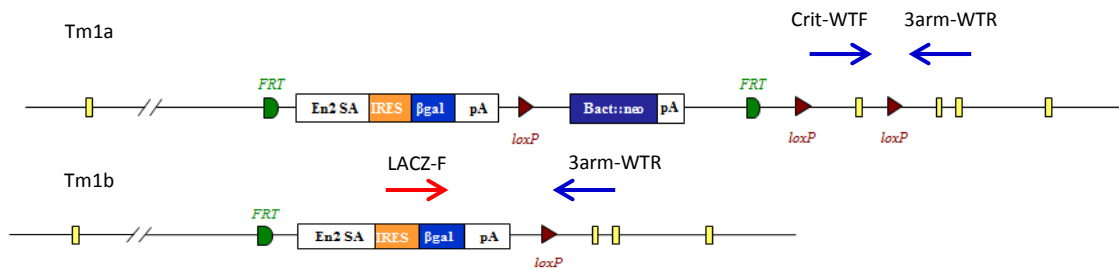 Crit-WTF 3arm-WTR
Tm1a
FRT FRT
En2 SA IRES βgal pA Bact::neo pA
loxP loxP loxP
LACZ-F 3arm-WTR
Tm1b
FRT
En2 SA IRES βgal pA
loxP